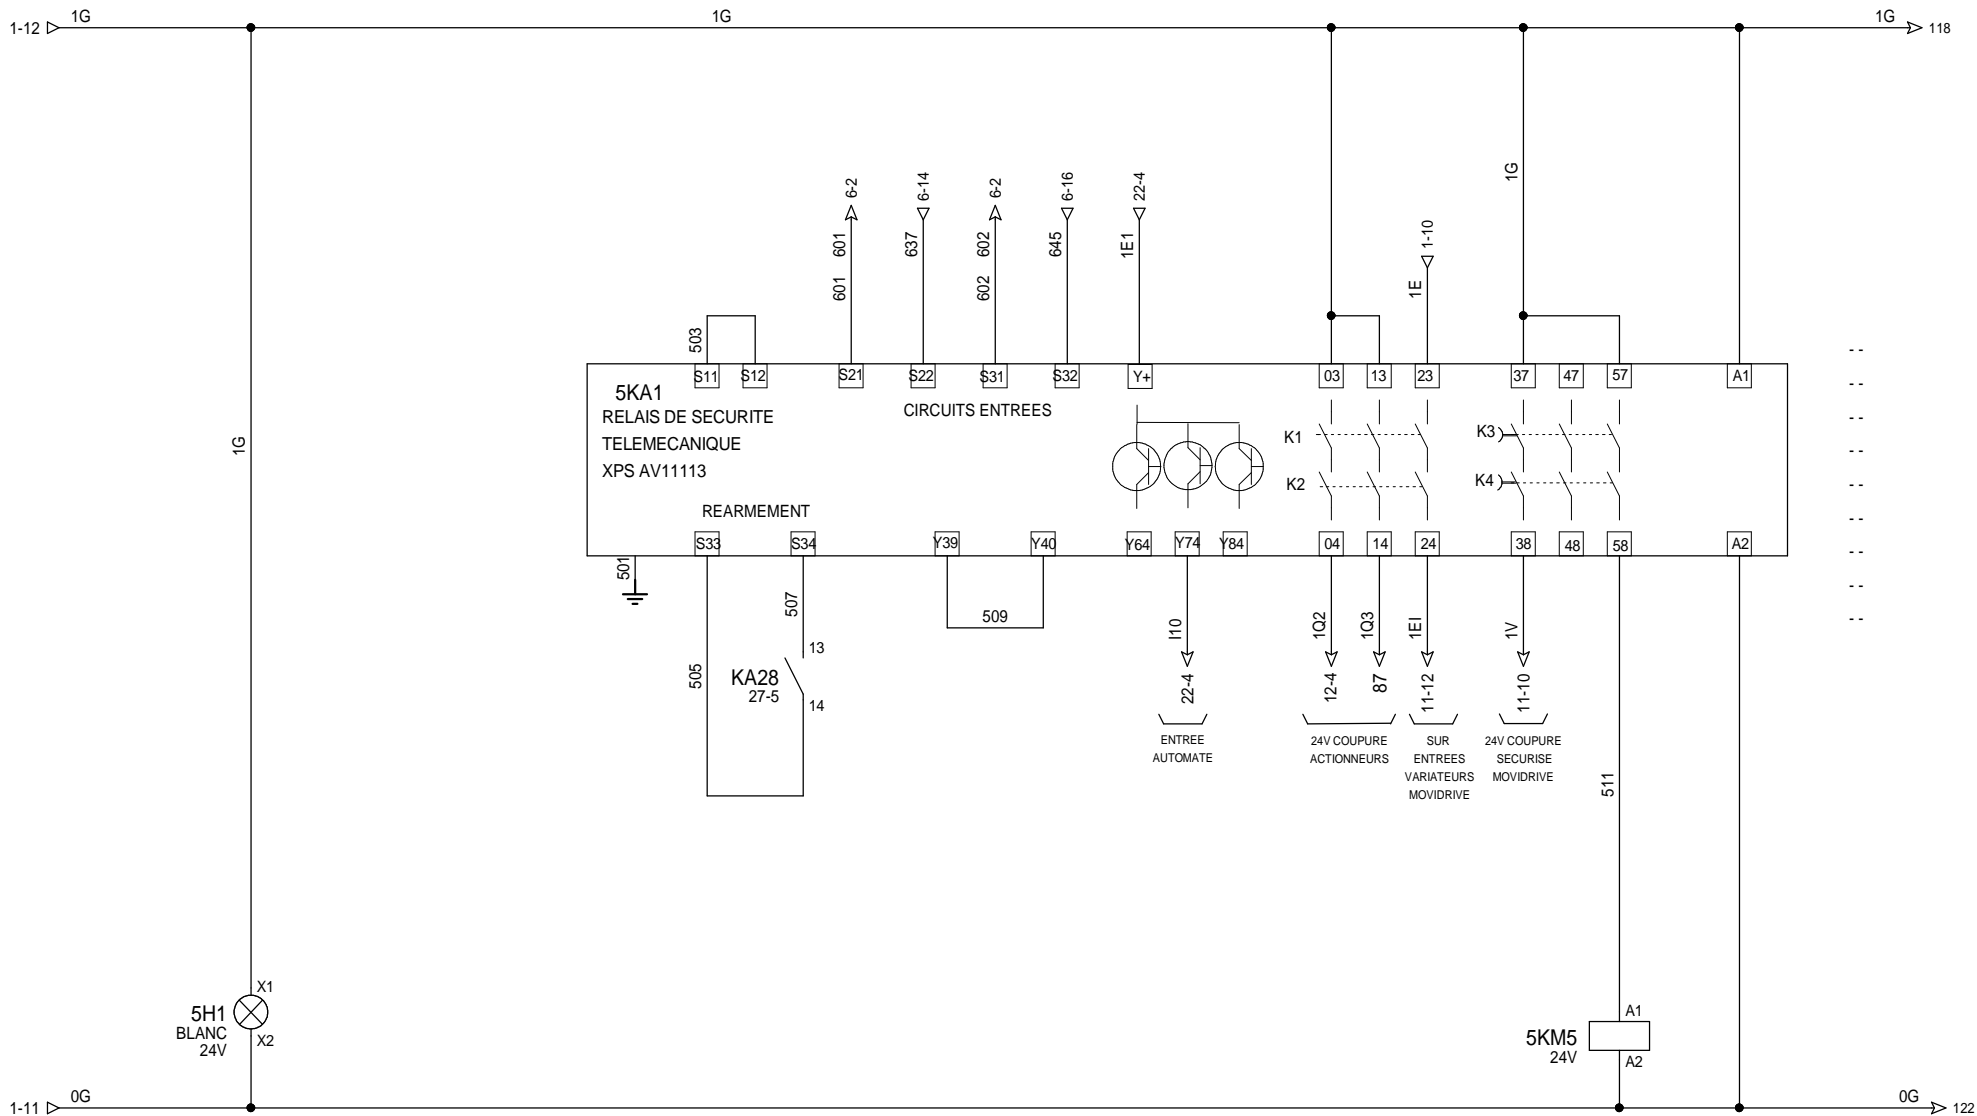 1-12
1G
1G
1G
118
6-2
6-14
6-2
6-16
22-4
1G
601
637
602
645
1E1
1-10
601
602
1E
503
S11
S12
S21
S22
S31
S32
Y+
03
13
23
37
47
57
A1
5KA1
CIRCUITS ENTREES
RELAIS DE SECURITE
TELEMECANIQUE
XPS AV11113
K1
K3
K2
K4
1G
REARMEMENT
S33
S34
Y39
Y40
Y64
Y74
Y84
04
14
24
38
48
58
A2
501
507
509
I10
1Q2
1Q3
1EI
1V
13
505
KA28
27-5
14
22-4
12-4
87
11-12
11-10
ENTREE
AUTOMATE
24V COUPURE
ACTIONNEURS
SUR
ENTREES
VARIATEURS
MOVIDRIVE
24V COUPURE
SECURISE
MOVIDRIVE
511
X1
5H1
BLANC
24V
X2
A1
5KM5
24V
A2
1-11
0G
0G
122